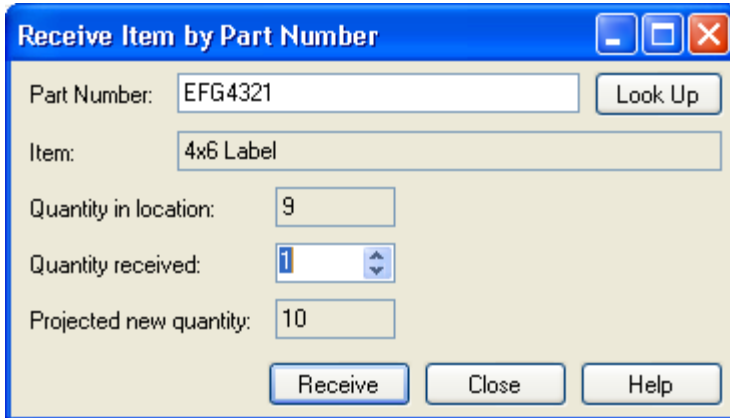 Receive Item by Part Number
Part Number: EFG4321 Look Up
Item: 4x6 Label
Quantity in location: 9
Quantity received: 1
Projected new quantity: 10
Receive Close Help